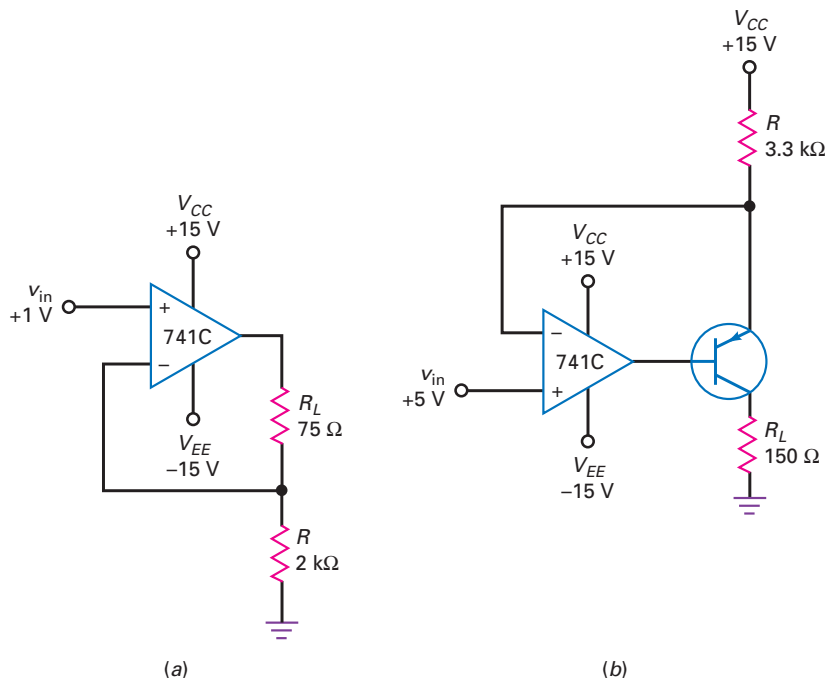 V_CC
+15 V
v_in
+1 V
+
741C
−
V_EE
−15 V
R_L
75 Ω
R
2 kΩ
(a)
V_CC
+15 V
R
3.3 kΩ
V_CC
+15 V
−
741C
+
v_in
+5 V
V_EE
−15 V
R_L
150 Ω
(b)